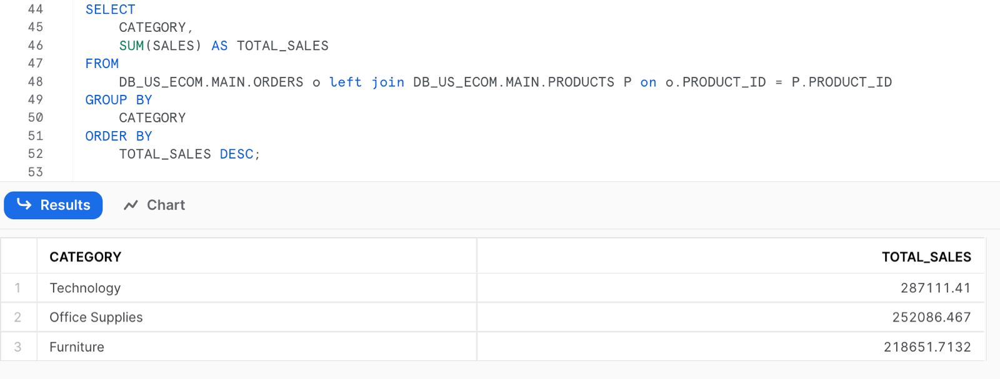 44 SELECT
45 CATEGORY,
46 SUM(SALES) AS TOTAL_SALES
47 FROM
48 DB_US_ECOM.MAIN.ORDERS o left join DB_US_ECOM.MAIN.PRODUCTS P on o.PRODUCT_ID = P.PRODUCT_ID
49 GROUP BY
50 CATEGORY
51 ORDER BY
52 TOTAL_SALES DESC;
53
Results Chart
CATEGORY TOTAL_SALES
1 Technology 287111.41
2 Office Supplies 252086.467
3 Furniture 218651.7132